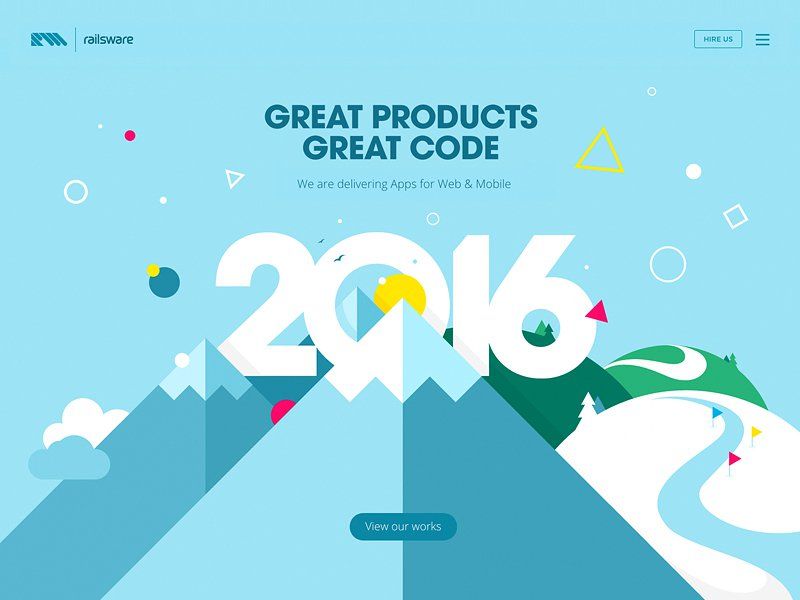 railsware
HIRE US
GREAT PRODUCTS
GREAT CODE
We are delivering Apps for Web & Mobile
2016
View our works